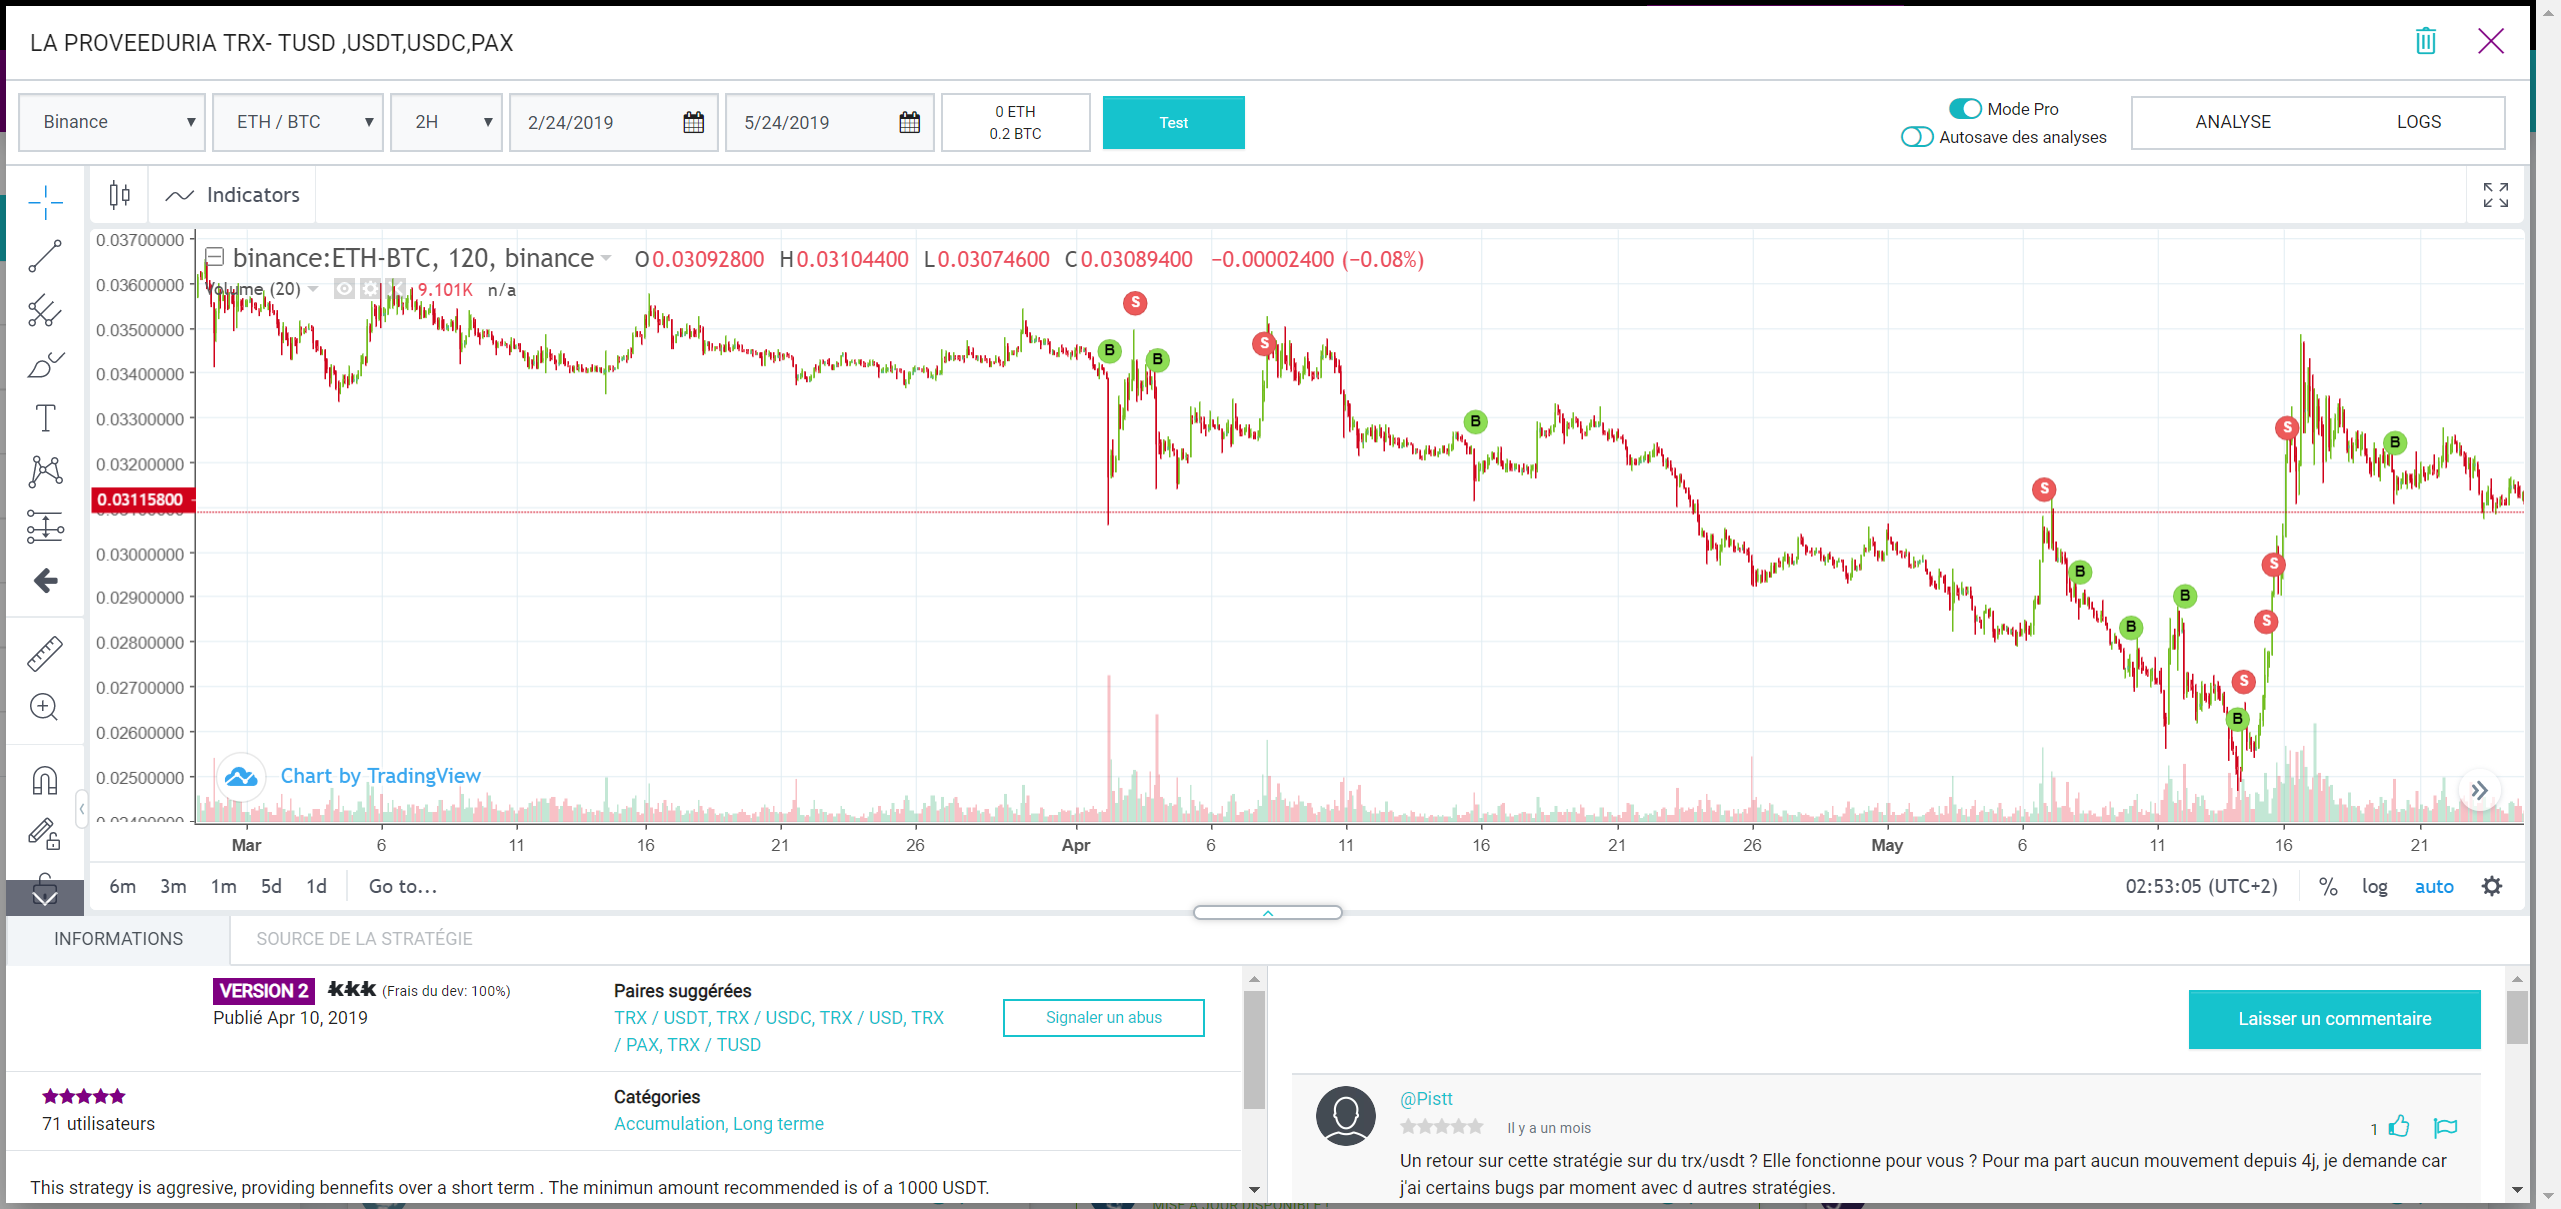 LA PROVEEDURIA TRX- TUSD ,USDT,USDC,PAX
Binance ▼ ETH / BTC ▼ 2H ▼ 2/24/2019 5/24/2019
0 ETH
0.2 BTC
Test
Mode Pro
Autosave des analyses
ANALYSE LOGS
Indicators
binance:ETH-BTC, 120, binance O0.03092800 H0.03104400 L0.03074600 C0.03089400 −0.00002400 (−0.08%)
Volume (20) 9.101K n/a
0.03700000
0.03600000
0.03500000
0.03400000
0.03300000
0.03200000
0.03115800
0.03000000
0.02900000
0.02800000
0.02700000
0.02600000
0.02500000
0.02400000
B
S
B
S
B
S
B
B
B
B
S
S
S
S
B
Chart by TradingView
Mar 6 11 16 21 26 Apr 6 11 16 21 26 May 6 11 16 21
6m 3m 1m 5d 1d Go to... 02:53:05 (UTC+2) % log auto
INFORMATIONS SOURCE DE LA STRATÉGIE
VERSION 2 kkk (Frais du dev: 100%)
Publié Apr 10, 2019
Paires suggérées
TRX / USDT, TRX / USDC, TRX / USD, TRX
/ PAX, TRX / TUSD
Signaler un abus
71 utilisateurs
Catégories
Accumulation, Long terme
This strategy is aggresive, providing bennefits over a short term . The minimun amount recommended is of a 1000 USDT.
Laisser un commentaire
@Pistt
Il y a un mois
1
Un retour sur cette stratégie sur du trx/usdt ? Elle fonctionne pour vous ? Pour ma part aucun mouvement depuis 4j, je demande car
j'ai certains bugs par moment avec d autres stratégies.
MISE À JOUR DISPONIBLE !